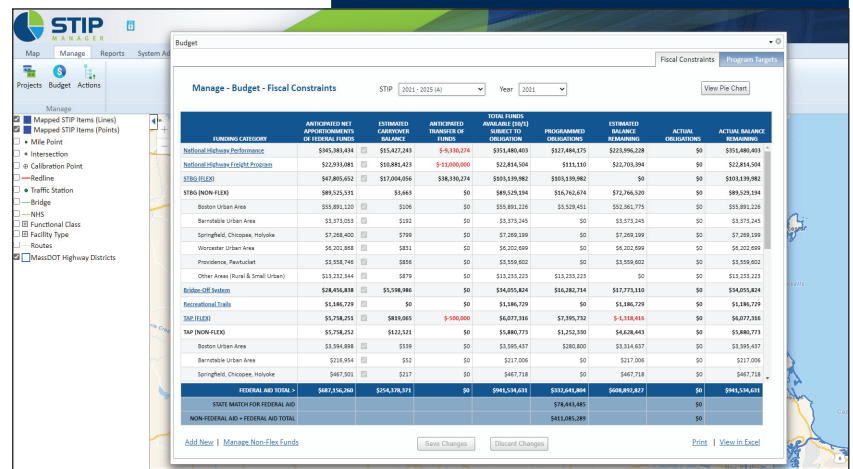 STIP
MANAGER
Map Manage Reports System Ad
Projects Budget Actions
Manage
Mapped STIP Items (Lines)
Mapped STIP Items (Points)
Mile Point
Intersection
Calibration Point
Redline
Traffic Station
Bridge
NHS
Functional Class
Facility Type
Routes
MassDOT Highway Districts
Budget
Fiscal Constraints Program Targets
Manage - Budget - Fiscal Constraints STIP 2021 - 2025 (A) Year 2021 View Pie Chart
FUNDING CATEGORY ANTICIPATED NET APPORTIONMENTS OF FEDERAL FUNDS ESTIMATED CARRYOVER BALANCE ANTICIPATED TRANSFER OF FUNDS TOTAL FUNDS AVAILABLE (10/1) SUBJECT TO OBLIGATION PROGRAMMED OBLIGATIONS ESTIMATED BALANCE REMAINING ACTUAL OBLIGATIONS ACTUAL BALANCE REMAINING
National Highway Performance $345,383,434 $15,427,243 $-9,330,274 $351,480,403 $127,484,175 $223,996,228 $0 $351,480,403
National Highway Freight Program $22,933,081 $10,881,423 $-11,000,000 $22,814,504 $111,110 $22,703,394 $0 $22,814,504
STBG (FLEX) $47,805,652 $17,004,056 $38,330,274 $103,139,982 $103,139,982 $0 $0 $103,139,982
STBG (NON-FLEX) $89,525,531 $3,663 $0 $89,529,194 $16,762,674 $72,766,520 $0 $89,529,194
Boston Urban Area $55,891,120 $106 $0 $55,891,226 $3,529,451 $52,361,775 $0 $55,891,226
Barnstable Urban Area $3,373,053 $192 $0 $3,373,245 $0 $3,373,245 $0 $3,373,245
Springfield, Chicopee, Holyoke $7,268,400 $799 $0 $7,269,199 $0 $7,269,199 $0 $7,269,199
Worcester Urban Area $6,201,868 $831 $0 $6,202,699 $0 $6,202,699 $0 $6,202,699
Providence, Pawtucket $3,558,746 $856 $0 $3,559,602 $0 $3,559,602 $0 $3,559,602
Other Areas (Rural & Small Urban) $13,232,344 $879 $0 $13,233,223 $13,233,223 $0 $0 $13,233,223
Bridge-Off System $28,456,838 $5,598,986 $0 $34,055,824 $16,282,714 $17,773,110 $0 $34,055,824
Recreational Trails $1,186,729 $0 $0 $1,186,729 $0 $1,186,729 $0 $1,186,729
TAP (FLEX) $5,758,251 $819,065 $-500,000 $6,077,316 $7,395,732 $-1,318,416 $0 $6,077,316
TAP (NON-FLEX) $5,758,252 $122,521 $0 $5,880,773 $1,252,330 $4,628,443 $0 $5,880,773
Boston Urban Area $3,594,898 $539 $0 $3,595,437 $280,800 $3,314,637 $0 $3,595,437
Barnstable Urban Area $216,954 $52 $0 $217,006 $0 $217,006 $0 $217,006
Springfield, Chicopee, Holyoke $467,501 $217 $0 $467,718 $0 $467,718 $0 $467,718
FEDERAL AID TOTAL > $687,156,260 $254,378,371 $0 $941,534,631 $332,641,804 $608,892,827 $0 $941,534,631
STATE MATCH FOR FEDERAL AID $78,443,485 $0
NON-FEDERAL AID + FEDERAL AID TOTAL $411,085,289 $0
Add New | Manage Non-Flex Funds Save Changes Discard Changes Print | View in Excel